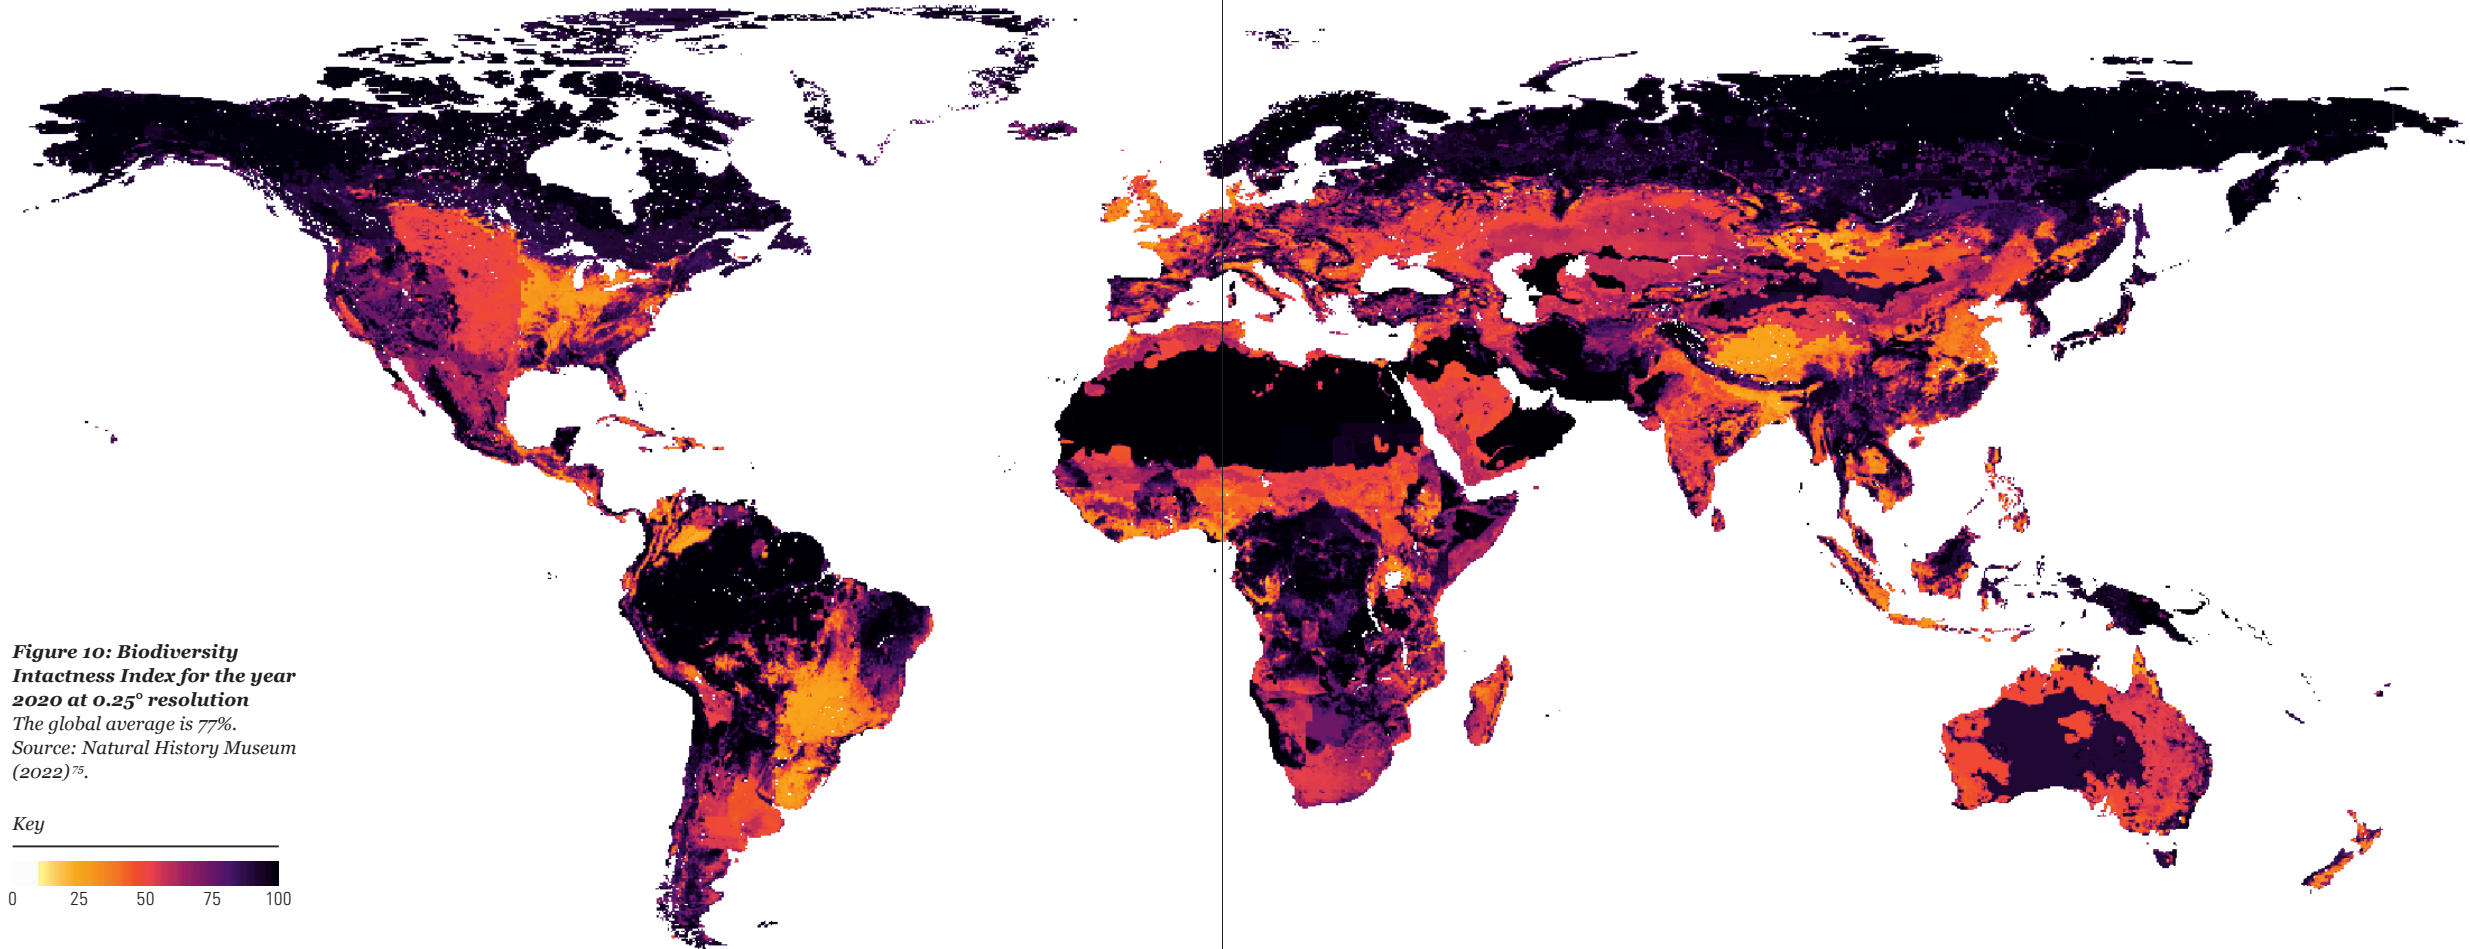 Figure 10: Biodiversity
Intactness Index for the year
2020 at 0.25° resolution
The global average is 77%.
Source: Natural History Museum
(2022)75.
Key
0 25 50 75 100